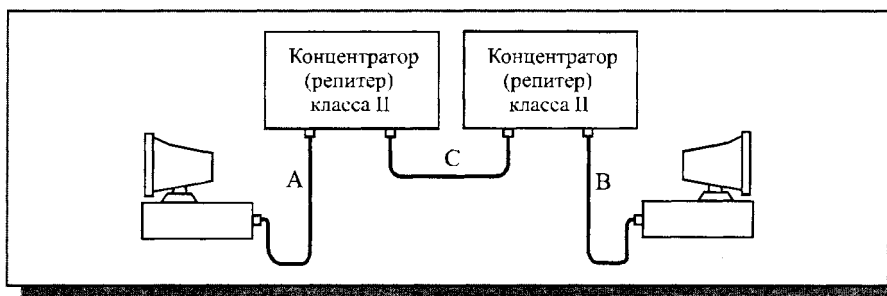 Концентратор
(репитер)
класса II
Концентратор
(репитер)
класса II
A
C
B